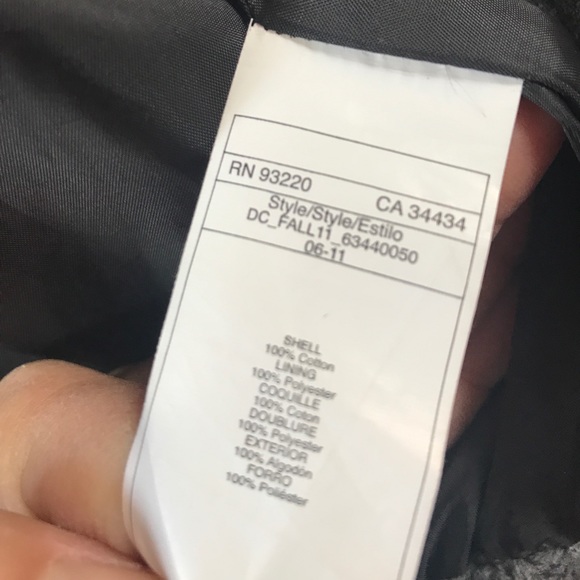 RN 93220 CA 34434
Style/Style/Estilo
DC_FALL11_63440050
06-11
SHELL
100% Cotton
LINING
100% Polyester
COQUILLE
100% Coton
DOUBLURE
100% Polyester
EXTERIOR
100% Algodón
FORRO
100% Poliéster